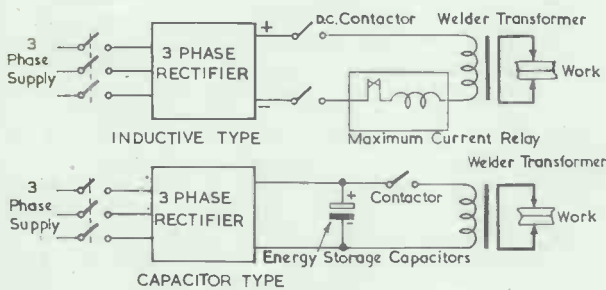 D.C. Contactor
Welder Transformer
3
Phase
Supply
3 PHASE
RECTIFIER
+
−
Work
INDUCTIVE TYPE
Maximum Current Relay
Welder Transformer
3
Phase
Supply
3 PHASE
RECTIFIER
+
−
Contactor
Work
Energy Storage Capacitors
CAPACITOR TYPE